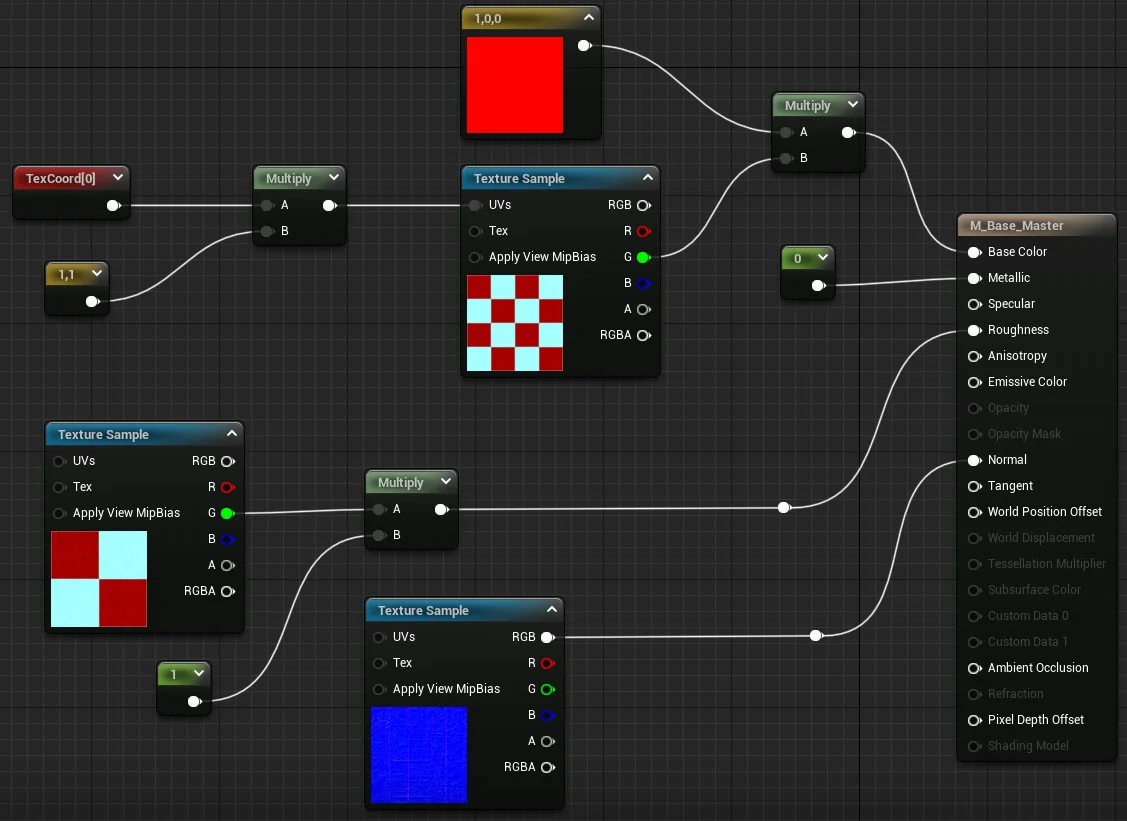 1,0,0
Multiply
A
B
TexCoord[0]
Multiply
A
B
1,1
Texture Sample
UVs RGB
Tex R
Apply View MipBias G
B
A
RGBA
0
M_Base_Master
Base Color
Metallic
Specular
Roughness
Anisotropy
Emissive Color
Opacity
Opacity Mask
Normal
Tangent
World Position Offset
World Displacement
Tessellation Multiplier
Subsurface Color
Custom Data 0
Custom Data 1
Ambient Occlusion
Refraction
Pixel Depth Offset
Shading Model
Texture Sample
UVs RGB
Tex R
Apply View MipBias G
B
A
RGBA
Multiply
A
B
1
Texture Sample
UVs RGB
Tex R
Apply View MipBias G
B
A
RGBA